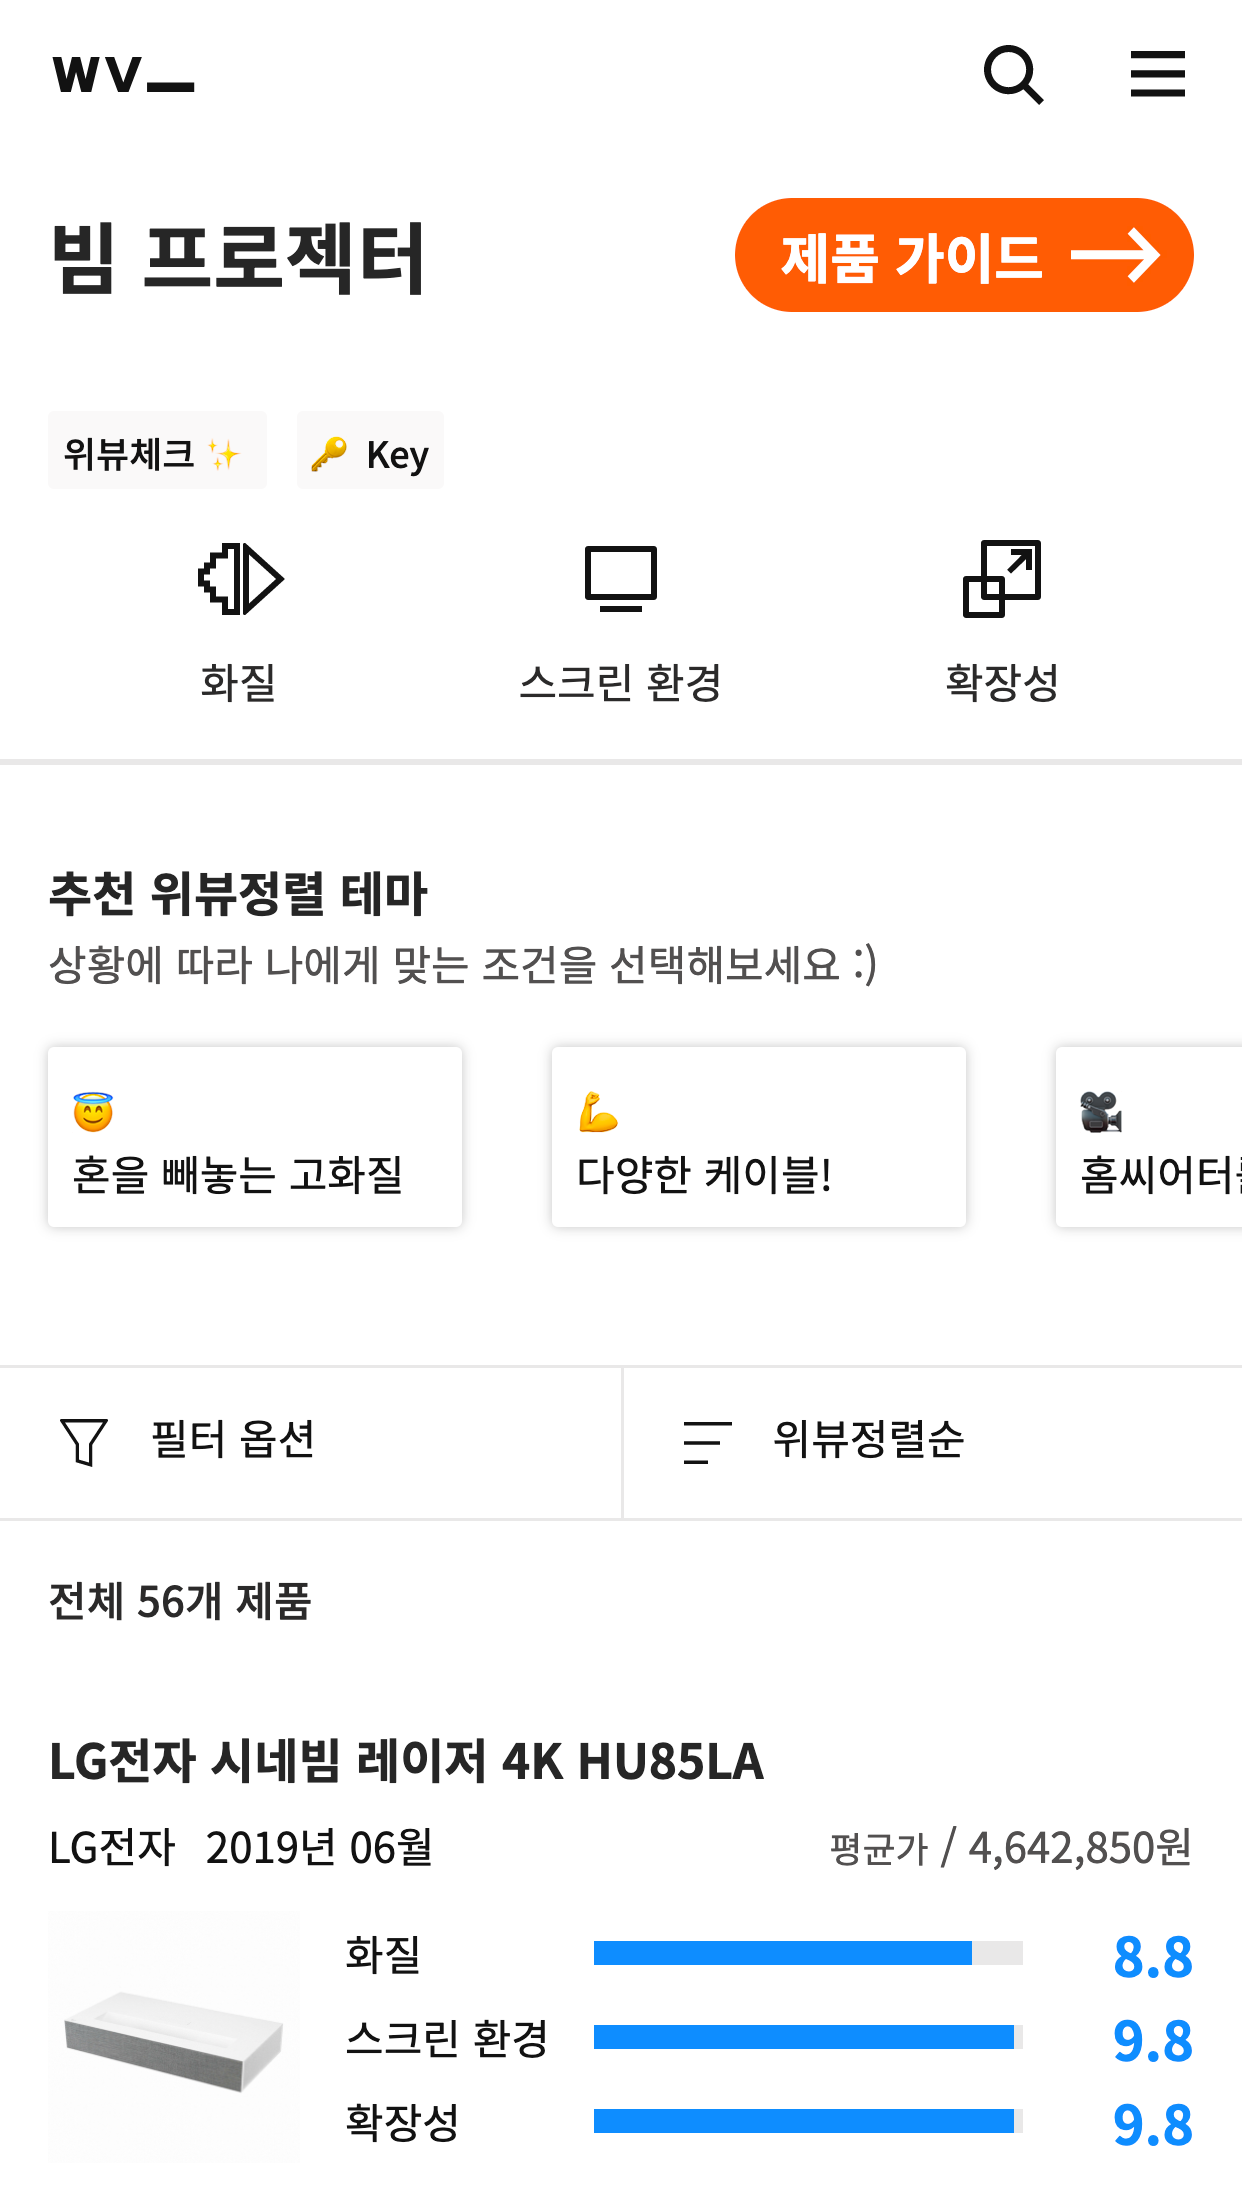 wv_
빔 프로젝터
제품 가이드
위뷰체크 ✨
🔑 Key
화질
스크린 환경
확장성
추천 위뷰정렬 테마
상황에 따라 나에게 맞는 조건을 선택해보세요 :)
😇
혼을 빼놓는 고화질
💪
다양한 케이블!
🎥
홈씨어터
필터 옵션
위뷰정렬순
전체 56개 제품
LG전자 시네빔 레이저 4K HU85LA
LG전자 2019년 06월
평균가 / 4,642,850원
화질 8.8
스크린 환경 9.8
확장성 9.8